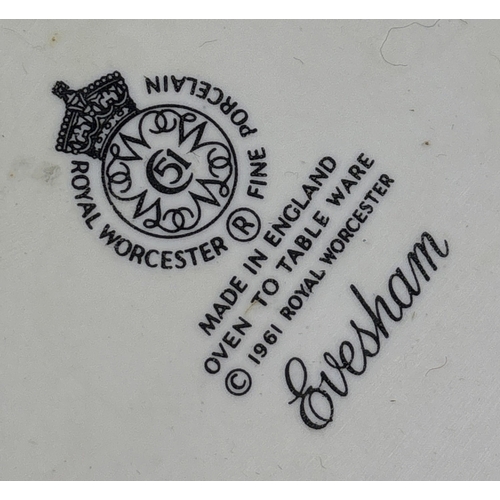 ROYAL WORCESTER ® FINE PORCELAIN
51
MADE IN ENGLAND
OVEN TO TABLE WARE
© 1961 ROYAL WORCESTER
Evesham